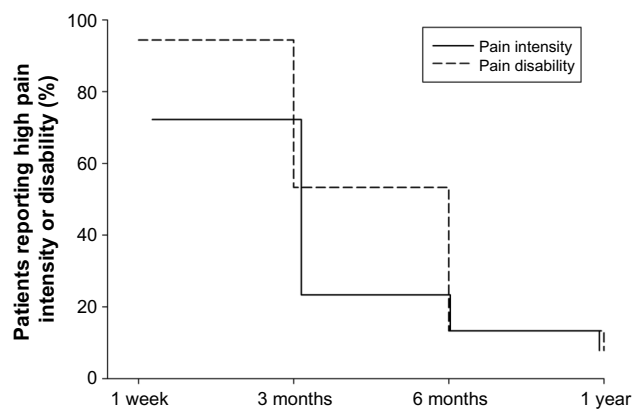 Patients reporting high pain
intensity or disability (%)
100
80
60
40
20
0
Pain intensity
Pain disability
1 week
3 months
6 months
1 year